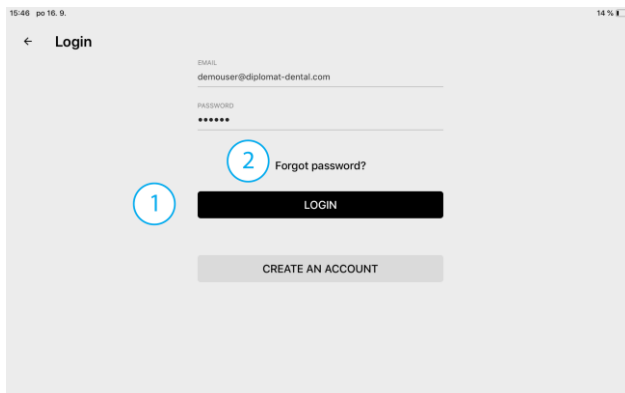 15:46 po 16. 9. 14 %
← Login
EMAIL
demouser@diplomat-dental.com
PASSWORD
••••••
2 Forgot password?
1 LOGIN
CREATE AN ACCOUNT